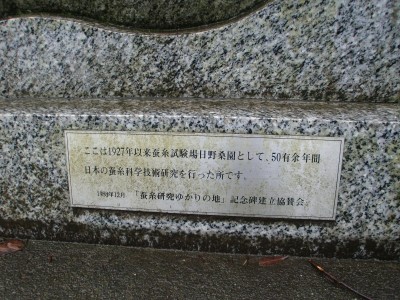 ここは1927年以来蚕糸試験場日野桑園として、50有余年間
日本の蚕糸科学技術研究を行った所です。
12月 「蚕糸研究ゆかりの地」記念碑建立協賛会